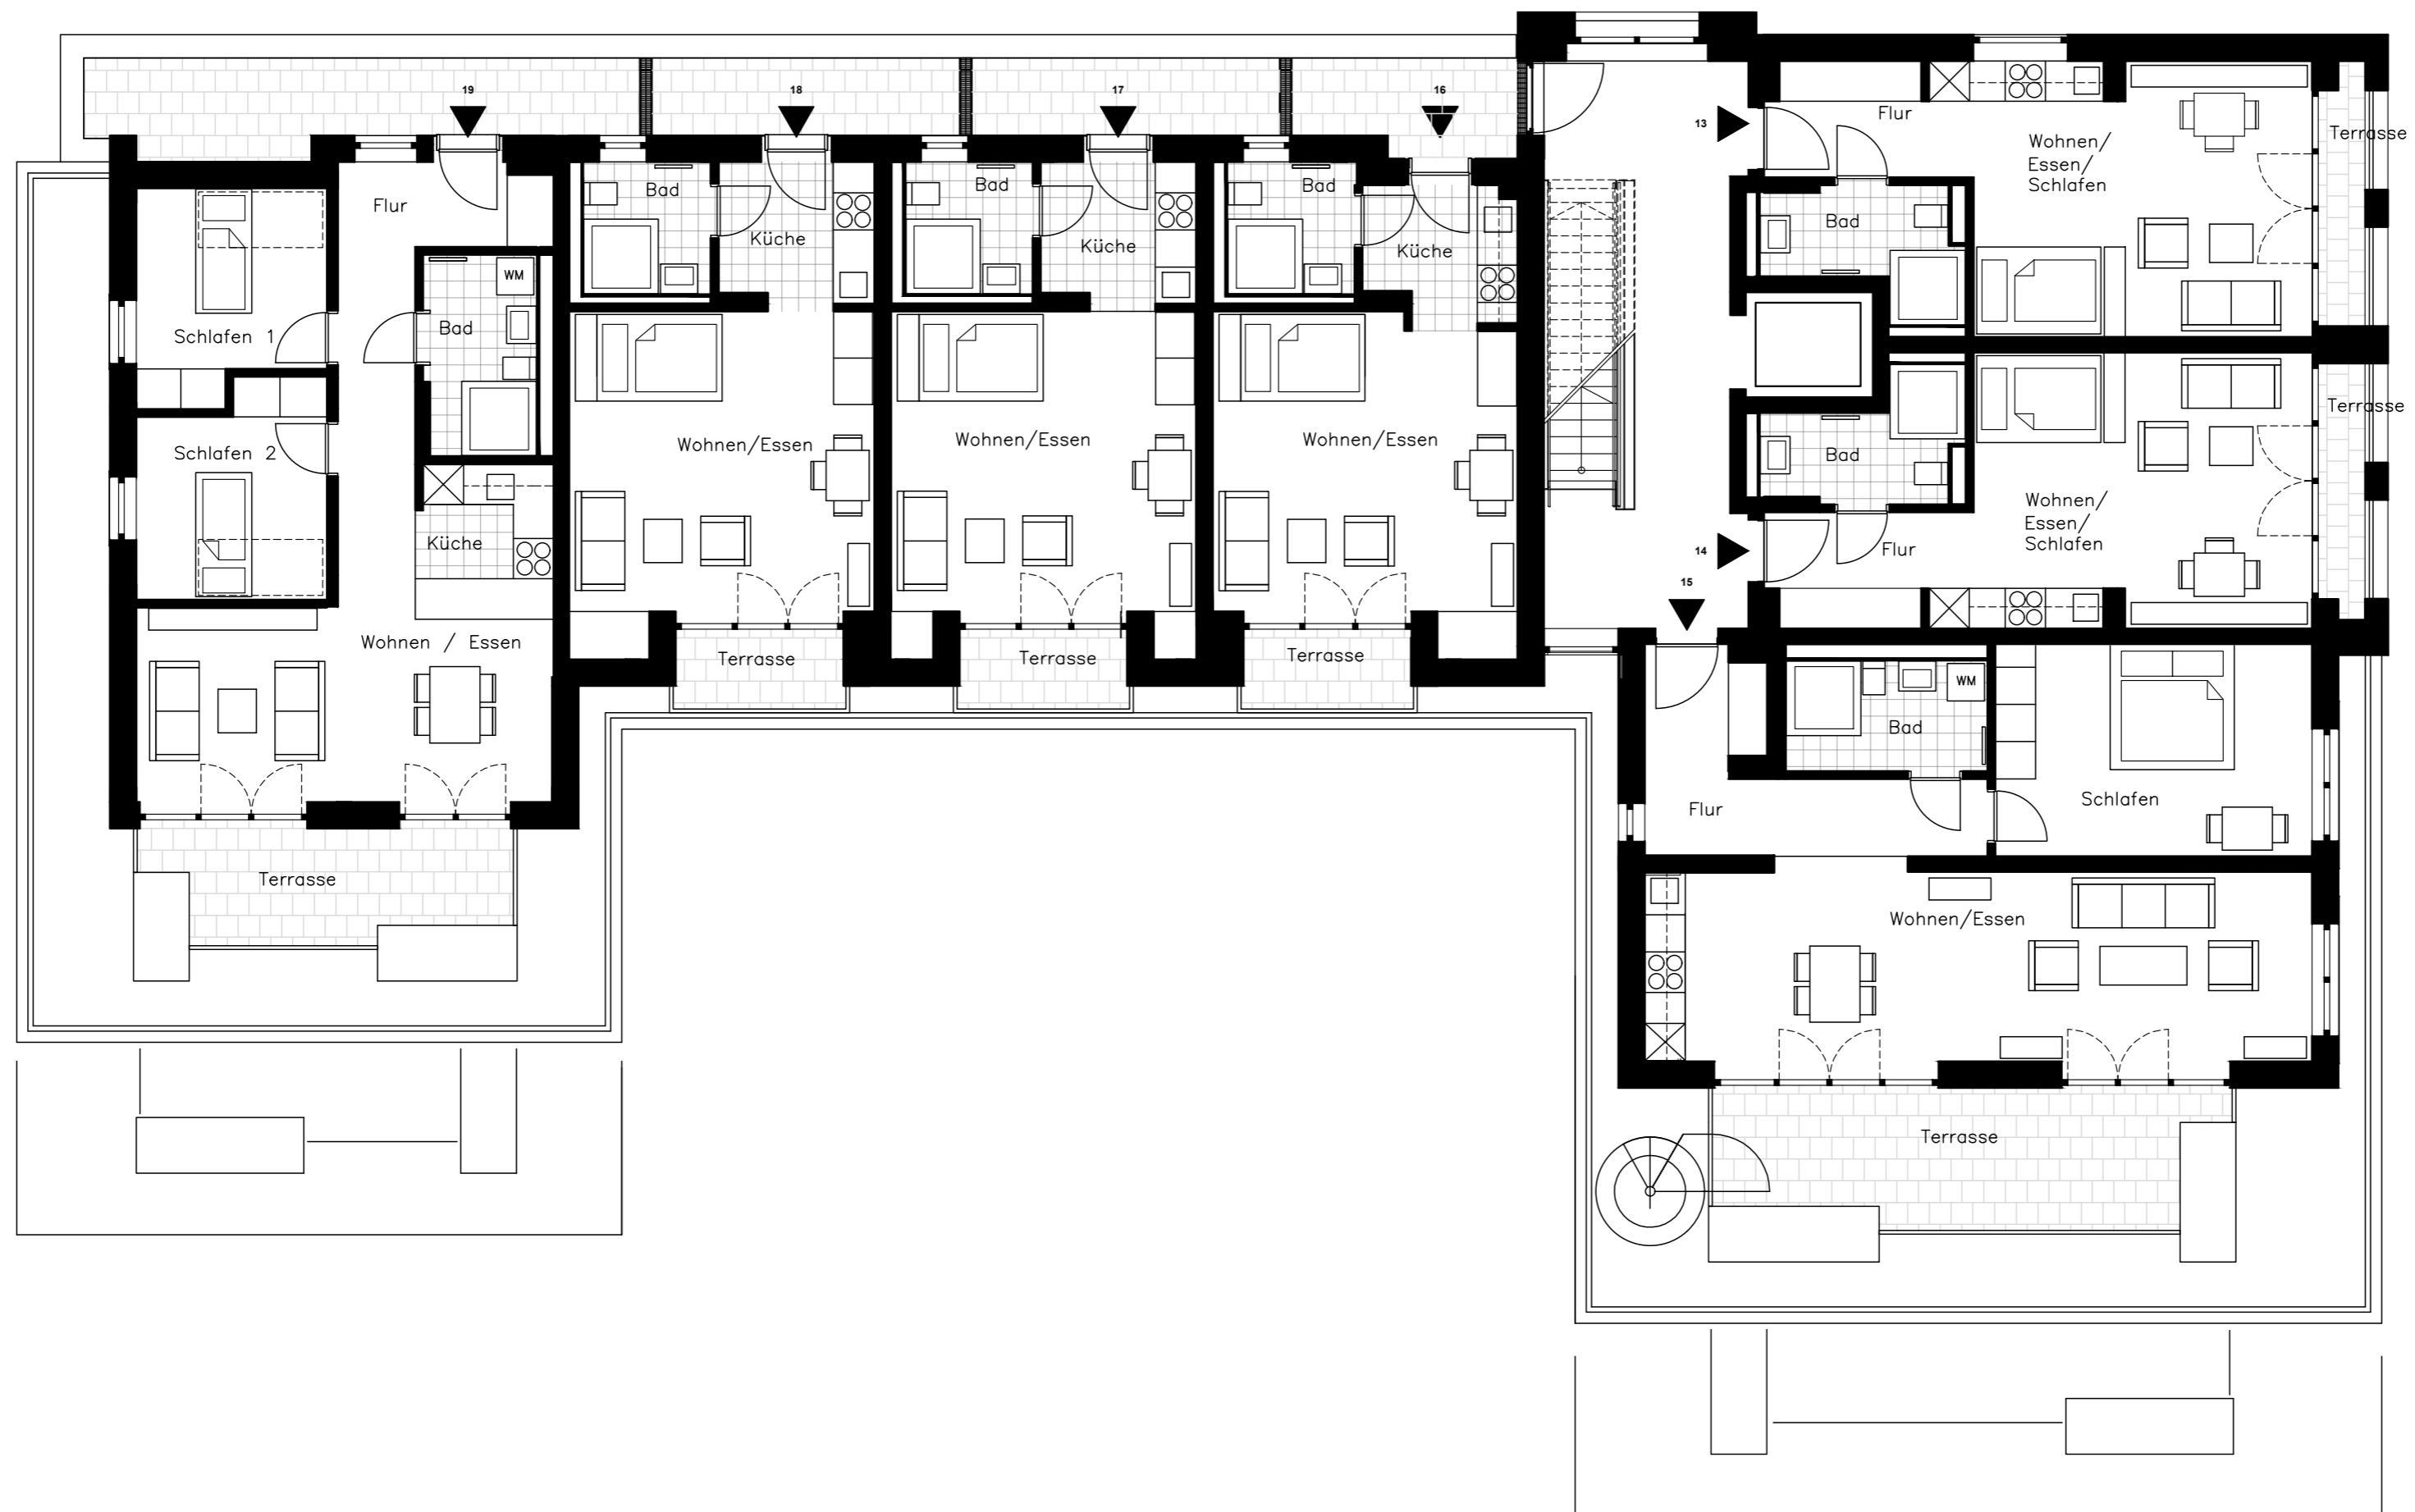 19
18
17
16
13
Flur
Wohnen/
Essen/
Schlafen
Terrasse
Flur
Bad
Küche
Bad
Küche
Bad
Küche
Bad
WM
Bad
Schlafen 1
Schlafen 2
Küche
Wohnen / Essen
Terrasse
Wohnen/Essen
Terrasse
Wohnen/Essen
Terrasse
Wohnen/Essen
Terrasse
Terrasse
Bad
Wohnen/
Essen/
Schlafen
14
Flur
15
WM
Bad
Flur
Schlafen
Wohnen/Essen
Terrasse